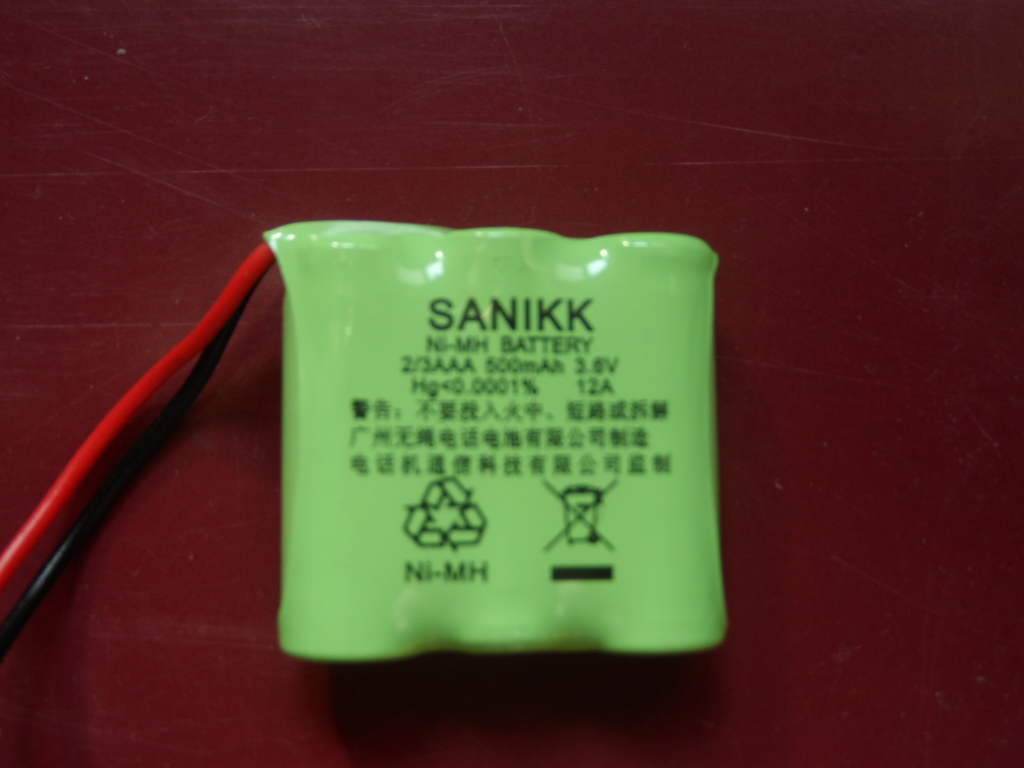 SANIKK
Ni-MH BATTERY
2/3AAA 500mAh 3.6V
Hg<0.0001% 12A
警告：不要投入火中、短路或拆解
广州无绳电话电池有限公司制造
电话机通信科技有限公司监制
Ni-MH